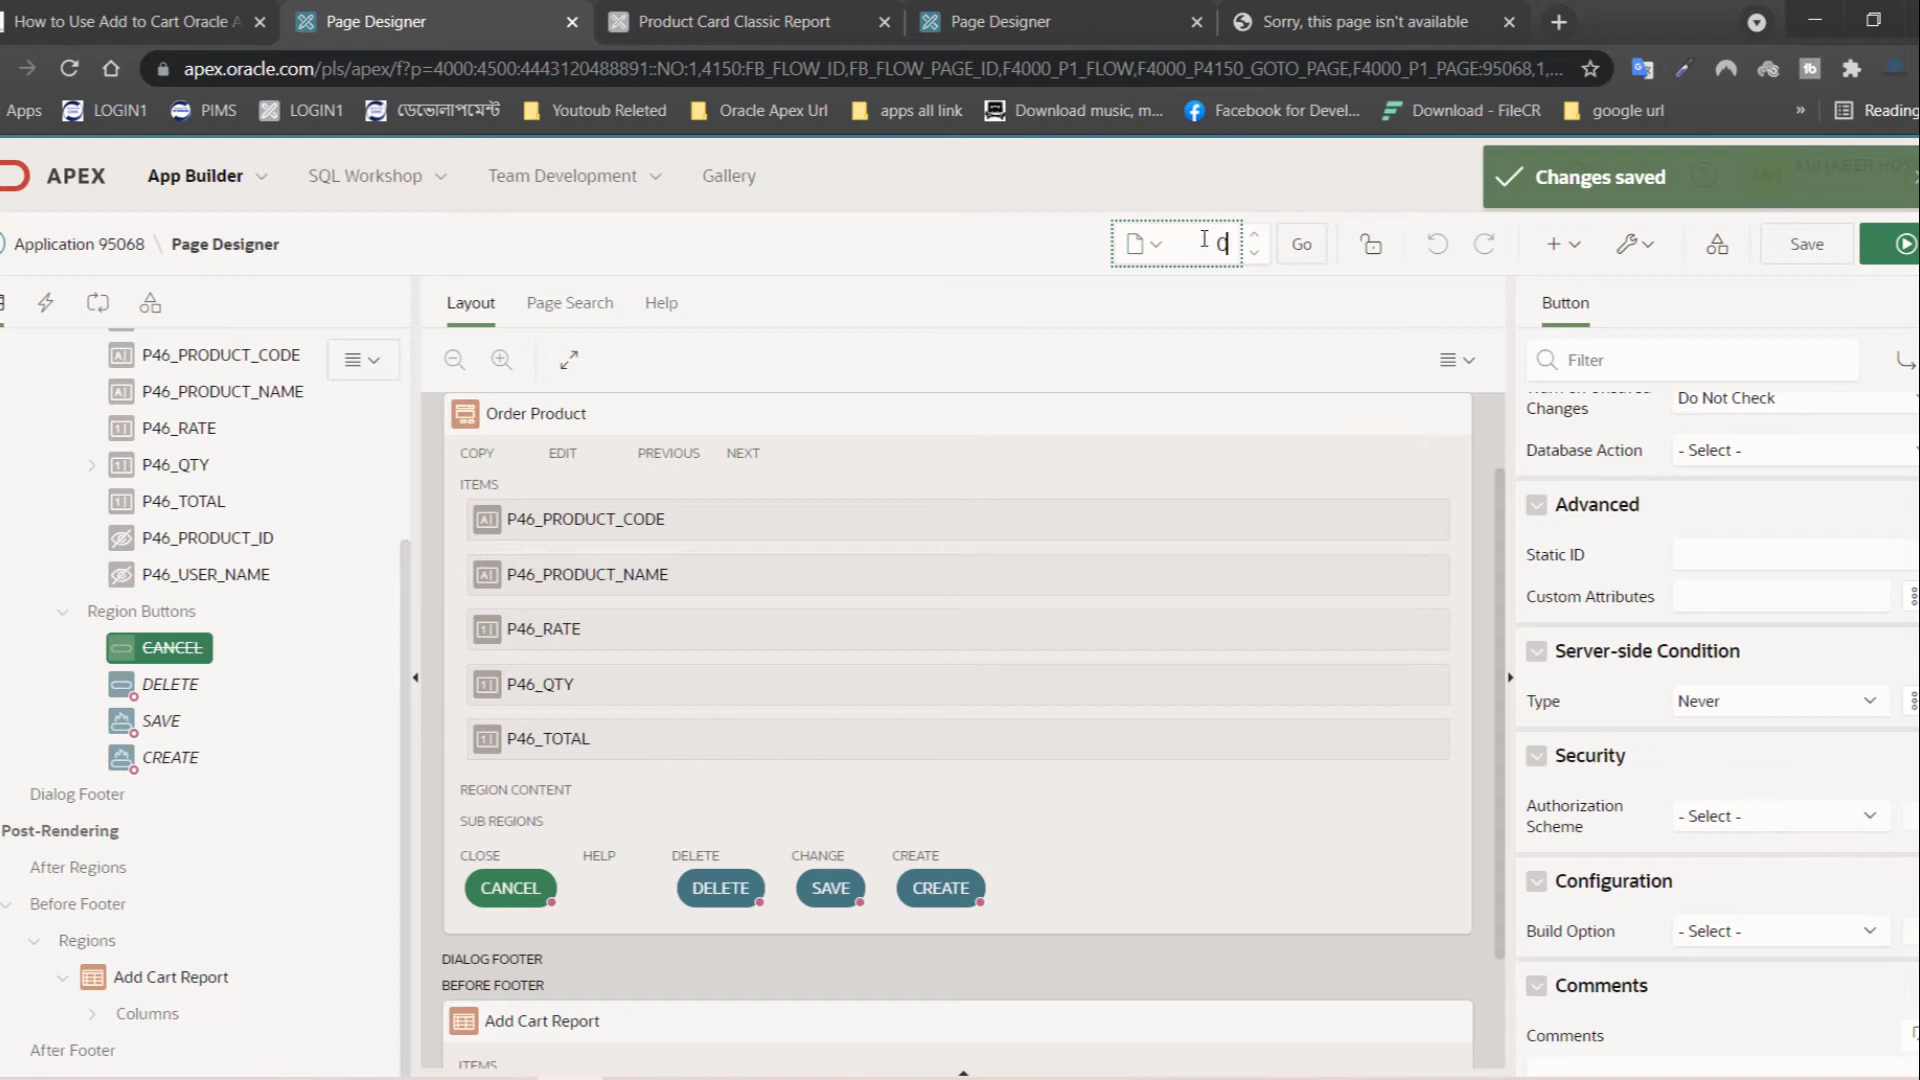 How to Use Add to Cart Oracle A
Page Designer
Product Card Classic Report
Page Designer
Sorry, this page isn't available
apex.oracle.com/pls/apex/f?p=4000:4500:4443120488891::NO:1,4150:FB_FLOW_ID,FB_FLOW_PAGE_ID,F4000_P1_FLOW,F4000_P4150_GOTO_PAGE,F4000_P1_PAGE:95068,1,...
Apps
LOGIN1
PIMS
LOGIN1
ডেভোলাপমেন্ট
Youtoub Releted
Oracle Apex Url
apps all link
Download music, m...
Facebook for Devel...
Download - FileCR
google url
»
Reading
APEX
App Builder
SQL Workshop
Team Development
Gallery
Changes saved
Application 95068
Page Designer
Go
Save
Layout
Page Search
Help
Button
Filter
P46_PRODUCT_CODE
P46_PRODUCT_NAME
P46_RATE
P46_QTY
P46_TOTAL
P46_PRODUCT_ID
P46_USER_NAME
Region Buttons
CANCEL
DELETE
SAVE
CREATE
Dialog Footer
Post-Rendering
After Regions
Before Footer
Regions
Add Cart Report
Columns
After Footer
Order Product
COPY
EDIT
PREVIOUS
NEXT
ITEMS
P46_PRODUCT_CODE
P46_PRODUCT_NAME
P46_RATE
P46_QTY
P46_TOTAL
REGION CONTENT
SUB REGIONS
CLOSE
HELP
DELETE
CHANGE
CREATE
CANCEL
DELETE
SAVE
CREATE
DIALOG FOOTER
BEFORE FOOTER
Add Cart Report
ITEMS
Changes
Do Not Check
Database Action
- Select -
Advanced
Static ID
Custom Attributes
Server-side Condition
Type
Never
Security
Authorization
Scheme
- Select -
Configuration
Build Option
- Select -
Comments
Comments